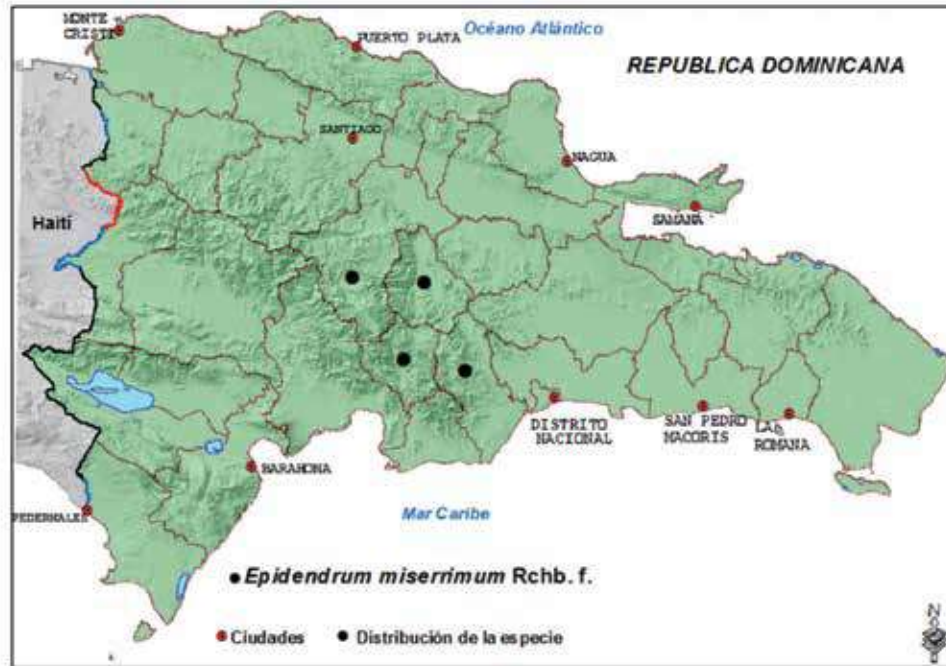 MONTE
CRISTI
PUERTO PLATA
Océano Atlántico
REPUBLICA DOMINICANA
SANTIAGO
NAGUA
SAMANÁ
Haití
DISTRITO
NACIONAL
SAN PEDRO
MACORIS
LA
ROMANA
BARAHONA
PEDERNALES
Mar Caribe
Epidendrum miserrimum Rchb. f.
Ciudades
Distribución de la especie
N